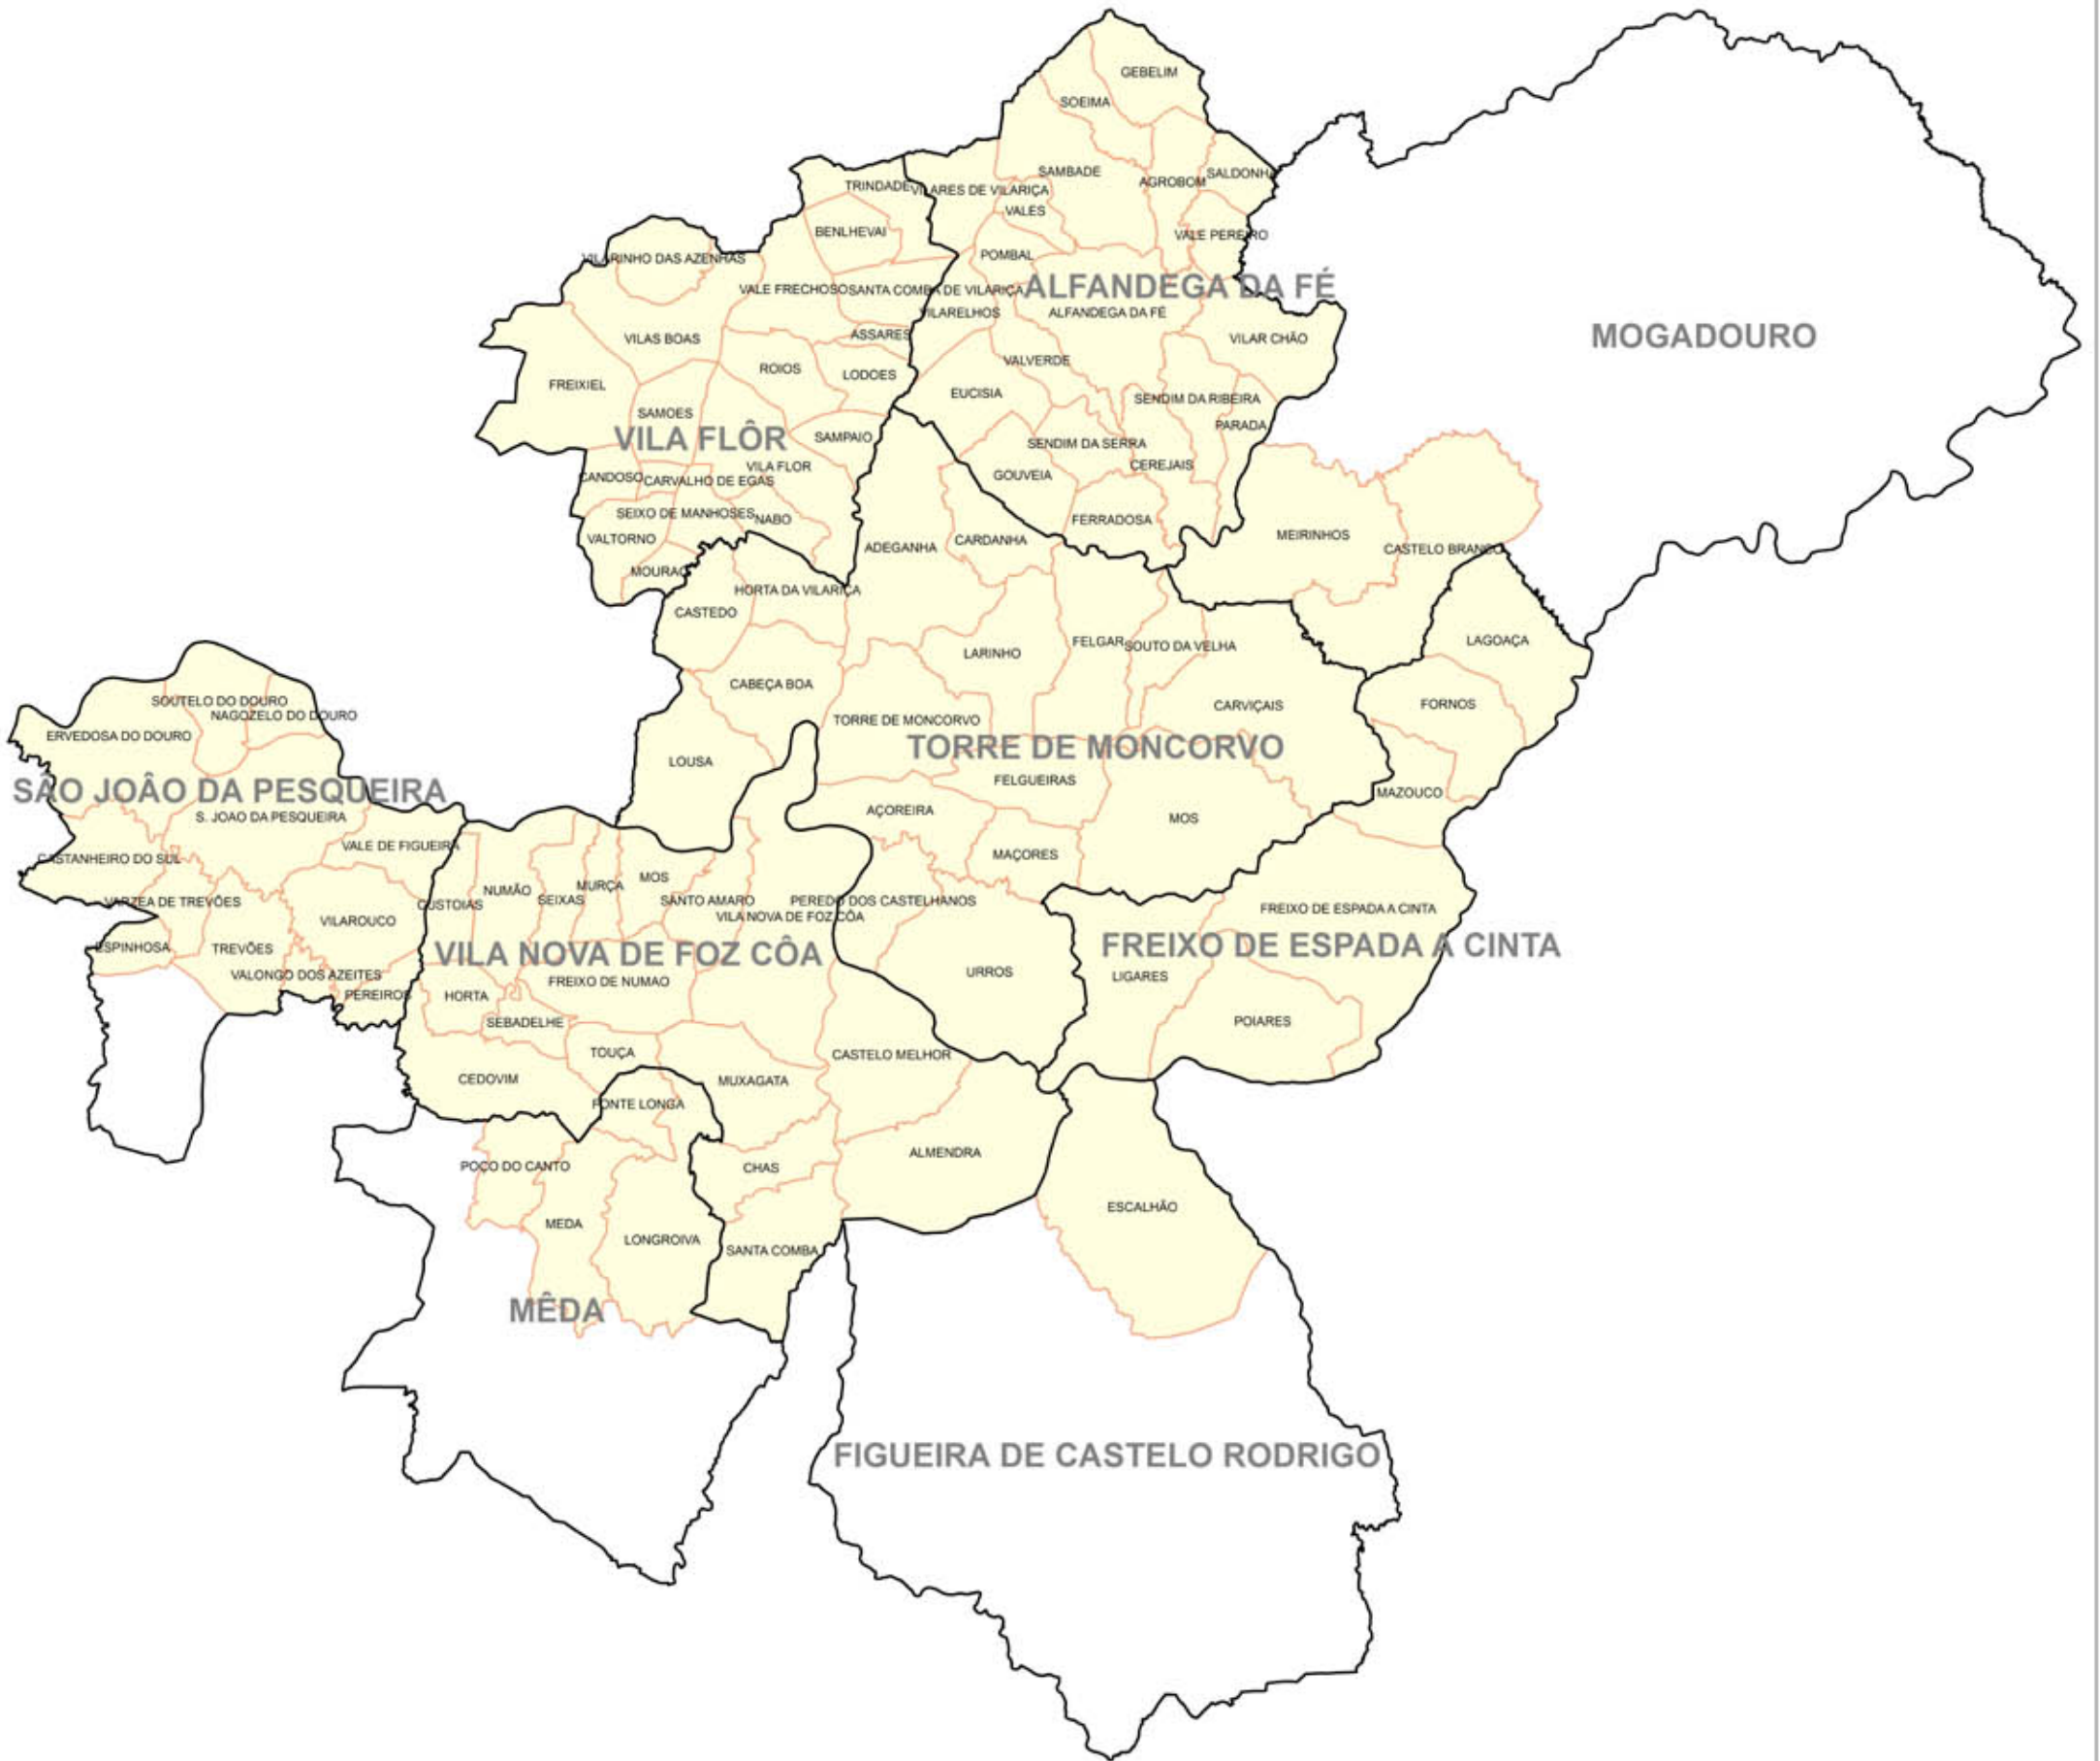 GEBELIM
SOEIMA
SAMBADE
SALDONHA
AGROBOM
TRINDADE
VILARES DE VILARIÇA
VALES
BENLHEVAI
VALE PEREIRO
POMBAL
VILARINHO DAS AZENHAS
VALE FRECHOSO
SANTA COMBA DE VILARIÇA
ALFANDEGA DA FÉ
VILARELHOS
ALFANDEGA DA FÉ
MOGADOURO
ASSARES
VILAS BOAS
VILAR CHÃO
VALVERDE
ROIOS
LODOES
FREIXIEL
EUCISIA
SENDIM DA RIBEIRA
SAMOES
PARADA
VILA FLÔR
SAMPAIO
SENDIM DA SERRA
VILA FLOR
CEREJAIS
CANDOSO
CARVALHO DE EGAS
GOUVEIA
SEIXO DE MANHOSES
NABO
FERRADOSA
VALTORNO
ADEGANHA
CARDANHA
MEIRINHOS
CASTELO BRANCO
MOURAO
HORTA DA VILARIÇA
CASTEDO
LARINHO
FELGAR
SOUTO DA VELHA
LAGOAÇA
CABEÇA BOA
SOUTELO DO DOURO
NAGOZELO DO DOURO
TORRE DE MONCORVO
CARVIÇAIS
FORNOS
ERVEDOSA DO DOURO
TORRE DE MONCORVO
LOUSA
FELGUEIRAS
SÂO JOÂO DA PESQUEIRA
MAZOUCO
S. JOAO DA PESQUEIRA
AÇOREIRA
MOS
VALE DE FIGUEIRA
MAÇORES
CASTANHEIRO DO SUL
NUMÃO
MURÇA
MOS
VARZEA DE TREVÕES
CUSTOIAS
SEIXAS
SANTO AMARO
PEREDO DOS CASTELHANOS
FREIXO DE ESPADA A CINTA
VILAROUCO
VILA NOVA DE FOZ CÔA
ESPINHOSA
TREVÕES
VILA NOVA DE FOZ CÔA
FREIXO DE ESPADA A CINTA
VALONGO DOS AZEITES
FREIXO DE NUMAO
URROS
LIGARES
PEREIROS
HORTA
SEBADELHE
POIARES
TOUÇA
CASTELO MELHOR
CEDOVIM
MUXAGATA
FONTE LONGA
ALMENDRA
POÇO DO CANTO
CHAS
ESCALHÃO
MEDA
LONGROIVA
SANTA COMBA
MÊDA
FIGUEIRA DE CASTELO RODRIGO